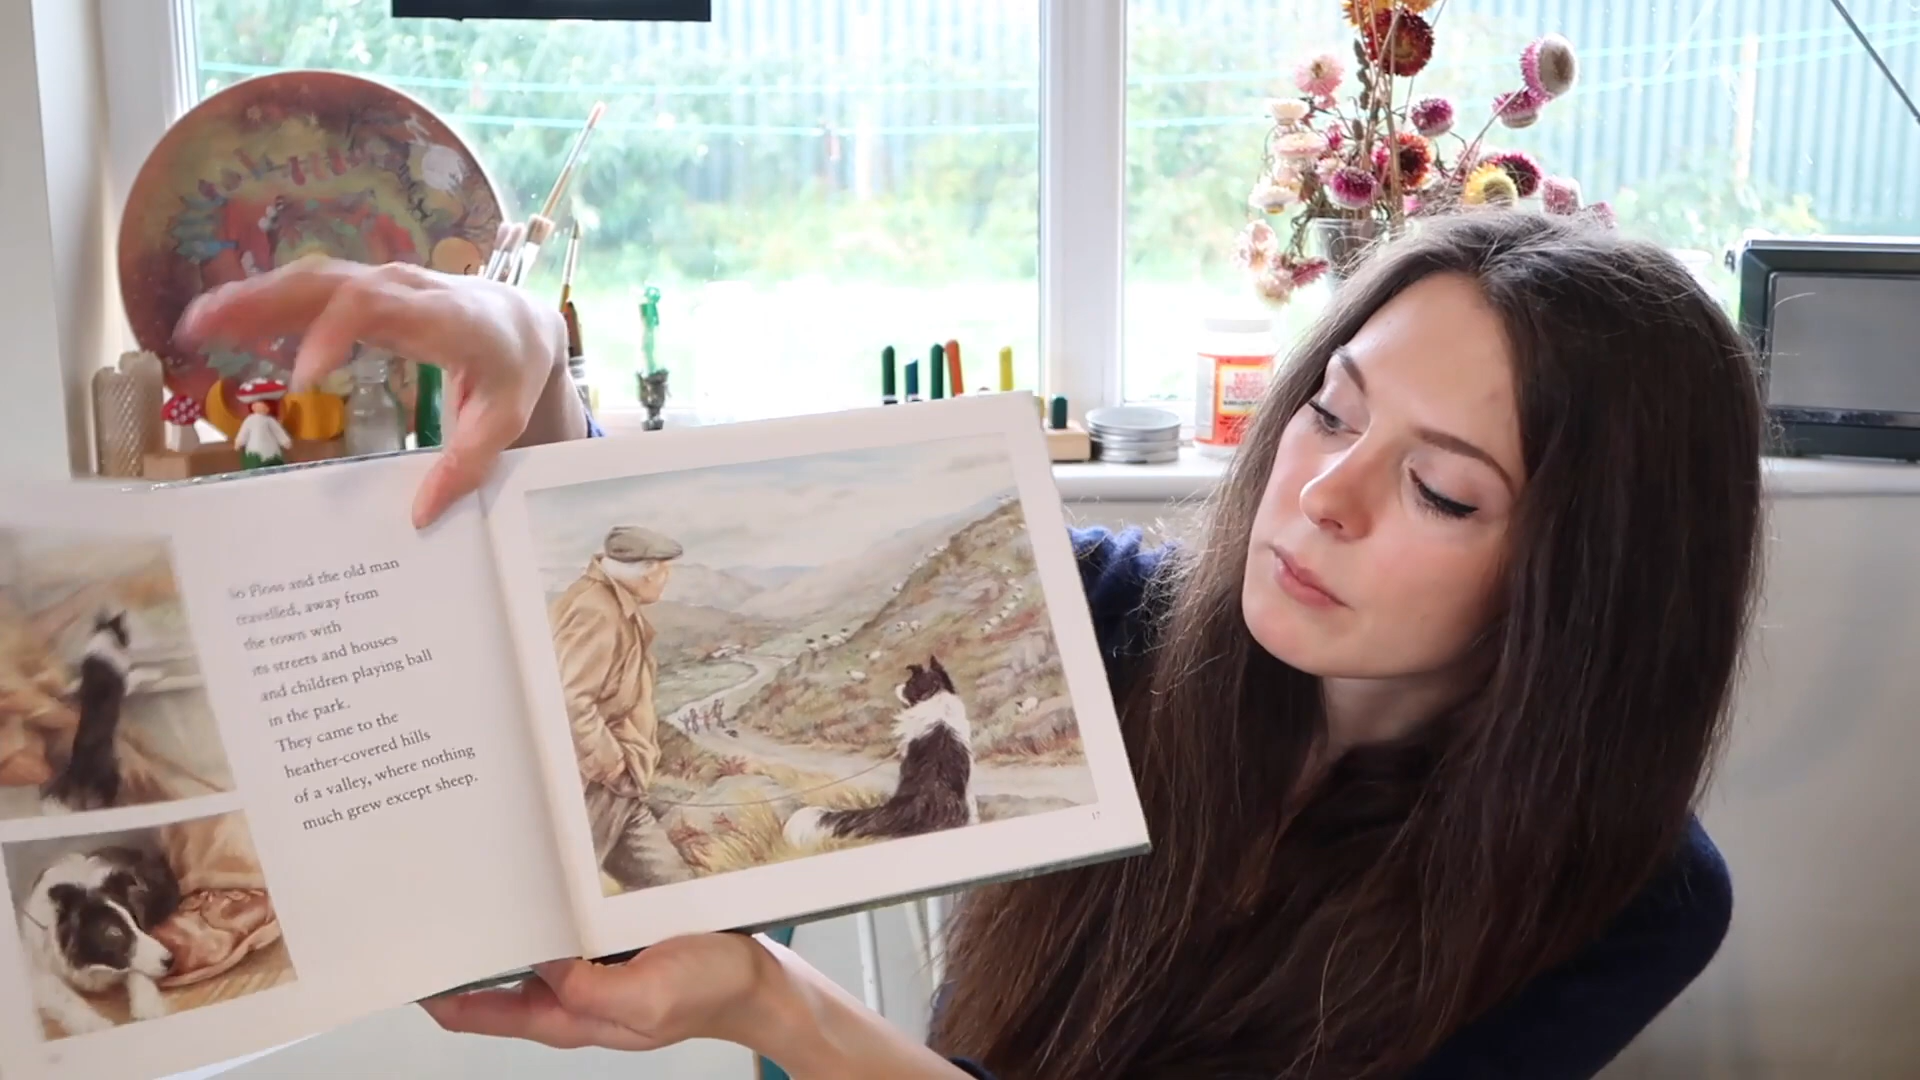 So Floss and the old man
travelled, away from
the town with
its streets and houses
and children playing ball
in the park.
They came to the
heather-covered hills
of a valley, where nothing
much grew except sheep.